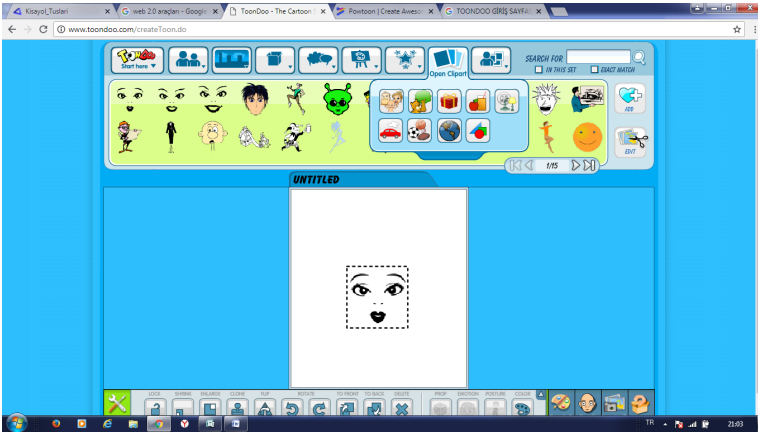 Kisayol_Tuslari
web 2.0 araçları - Google
ToonDoo - The Cartoon
Powtoon | Create Aweso
TOONDOO GİRİŞ SAYFAS
www.toondoo.com/createToon.do
Start here
Open Clipart
SEARCH FOR
IN THIS SET
EXACT MATCH
ADD
EDIT
1/15
UNTITLED
LOCK SHRINK ENLARGE CLONE FLIP ROTATE TO FRONT TO BACK DELETE PROP EMOTION POSTURE COLOR
TR 21:03